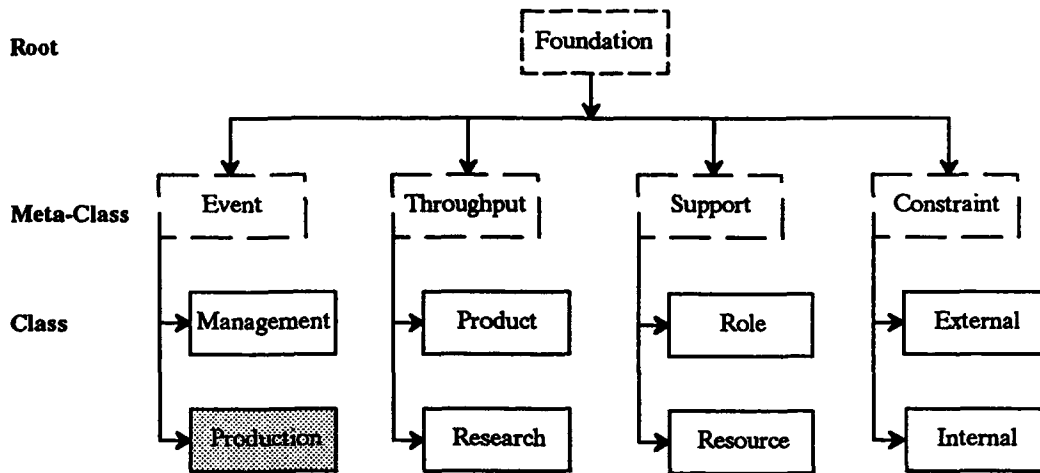 Root
Foundation
Meta-Class
Event
Throughput
Support
Constraint
Class
Management
Product
Role
External
Production
Research
Resource
Internal